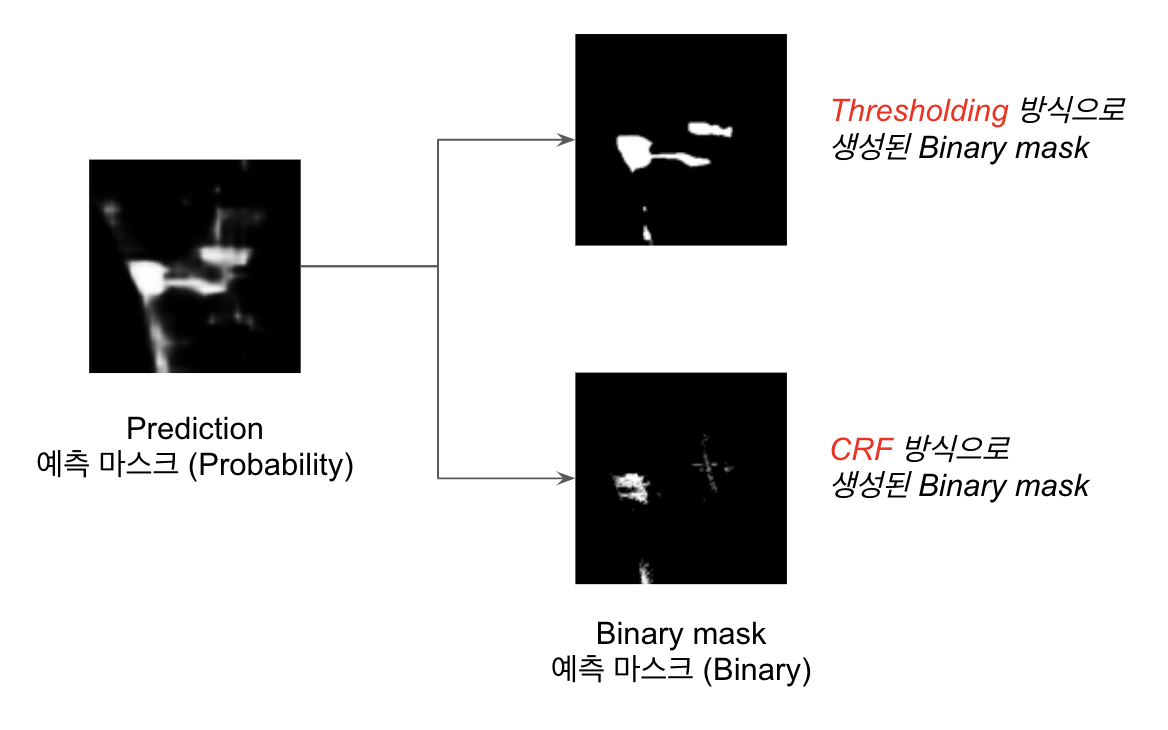 Thresholding 방식으로
생성된 Binary mask
Prediction
예측 마스크 (Probability)
CRF 방식으로
생성된 Binary mask
Binary mask
예측 마스크 (Binary)